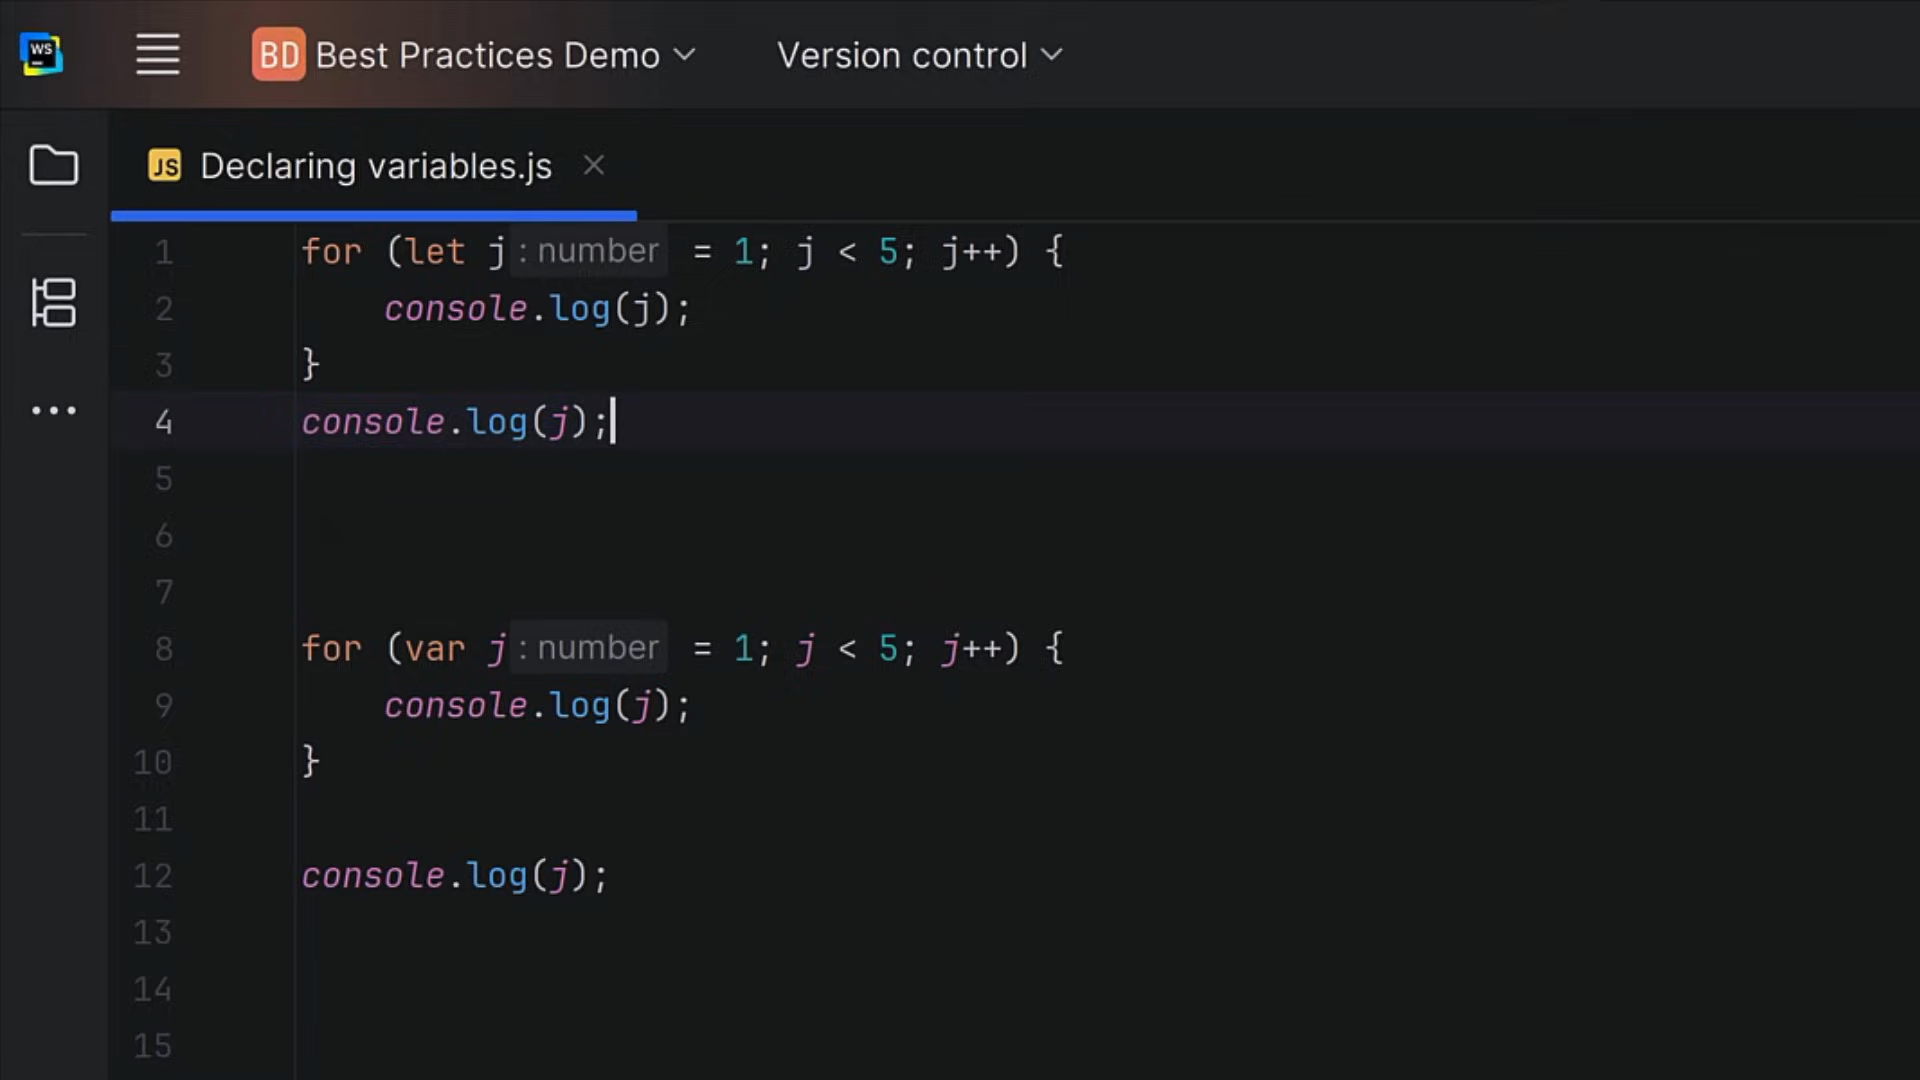 WS
BD Best Practices Demo Version control
JS Declaring variables.js
1 for (let j : number = 1; j < 5; j++) {
2 console.log(j);
3 }
4 console.log(j);
5
6
7
8 for (var j : number = 1; j < 5; j++) {
9 console.log(j);
10 }
11
12 console.log(j);
13
14
15